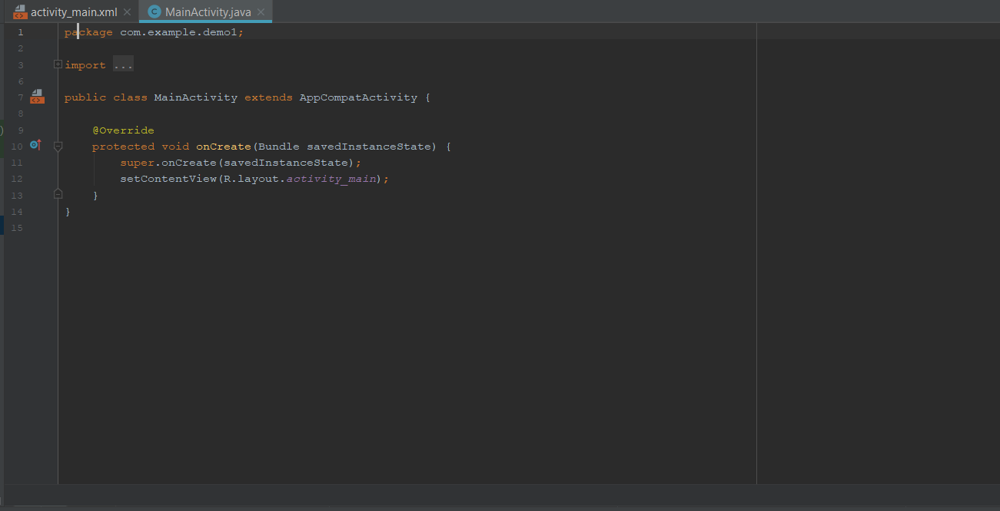 activity_main.xml MainActivity.java
1 package com.example.demo1;
2
3 import ...
6
7 public class MainActivity extends AppCompatActivity {
8
9 @Override
10 protected void onCreate(Bundle savedInstanceState) {
11 super.onCreate(savedInstanceState);
12 setContentView(R.layout.activity_main);
13 }
14 }
15